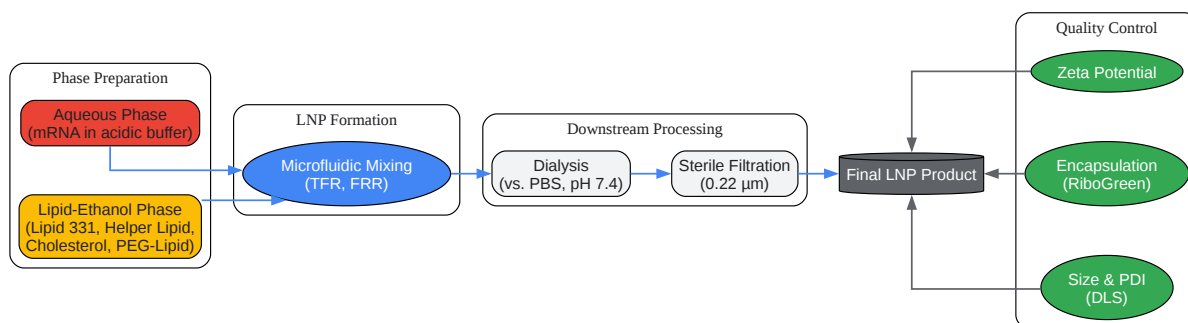 Phase Preparation
Aqueous Phase
(mRNA in acidic buffer)
Lipid-Ethanol Phase
(Lipid 331, Helper Lipid,
Cholesterol, PEG-Lipid)
LNP Formation
Microfluidic Mixing
(TFR, FRR)
Downstream Processing
Dialysis
(vs. PBS, pH 7.4)
Sterile Filtration
(0.22 µm)
Final LNP Product
Quality Control
Zeta Potential
Encapsulation
(RiboGreen)
Size & PDI
(DLS)